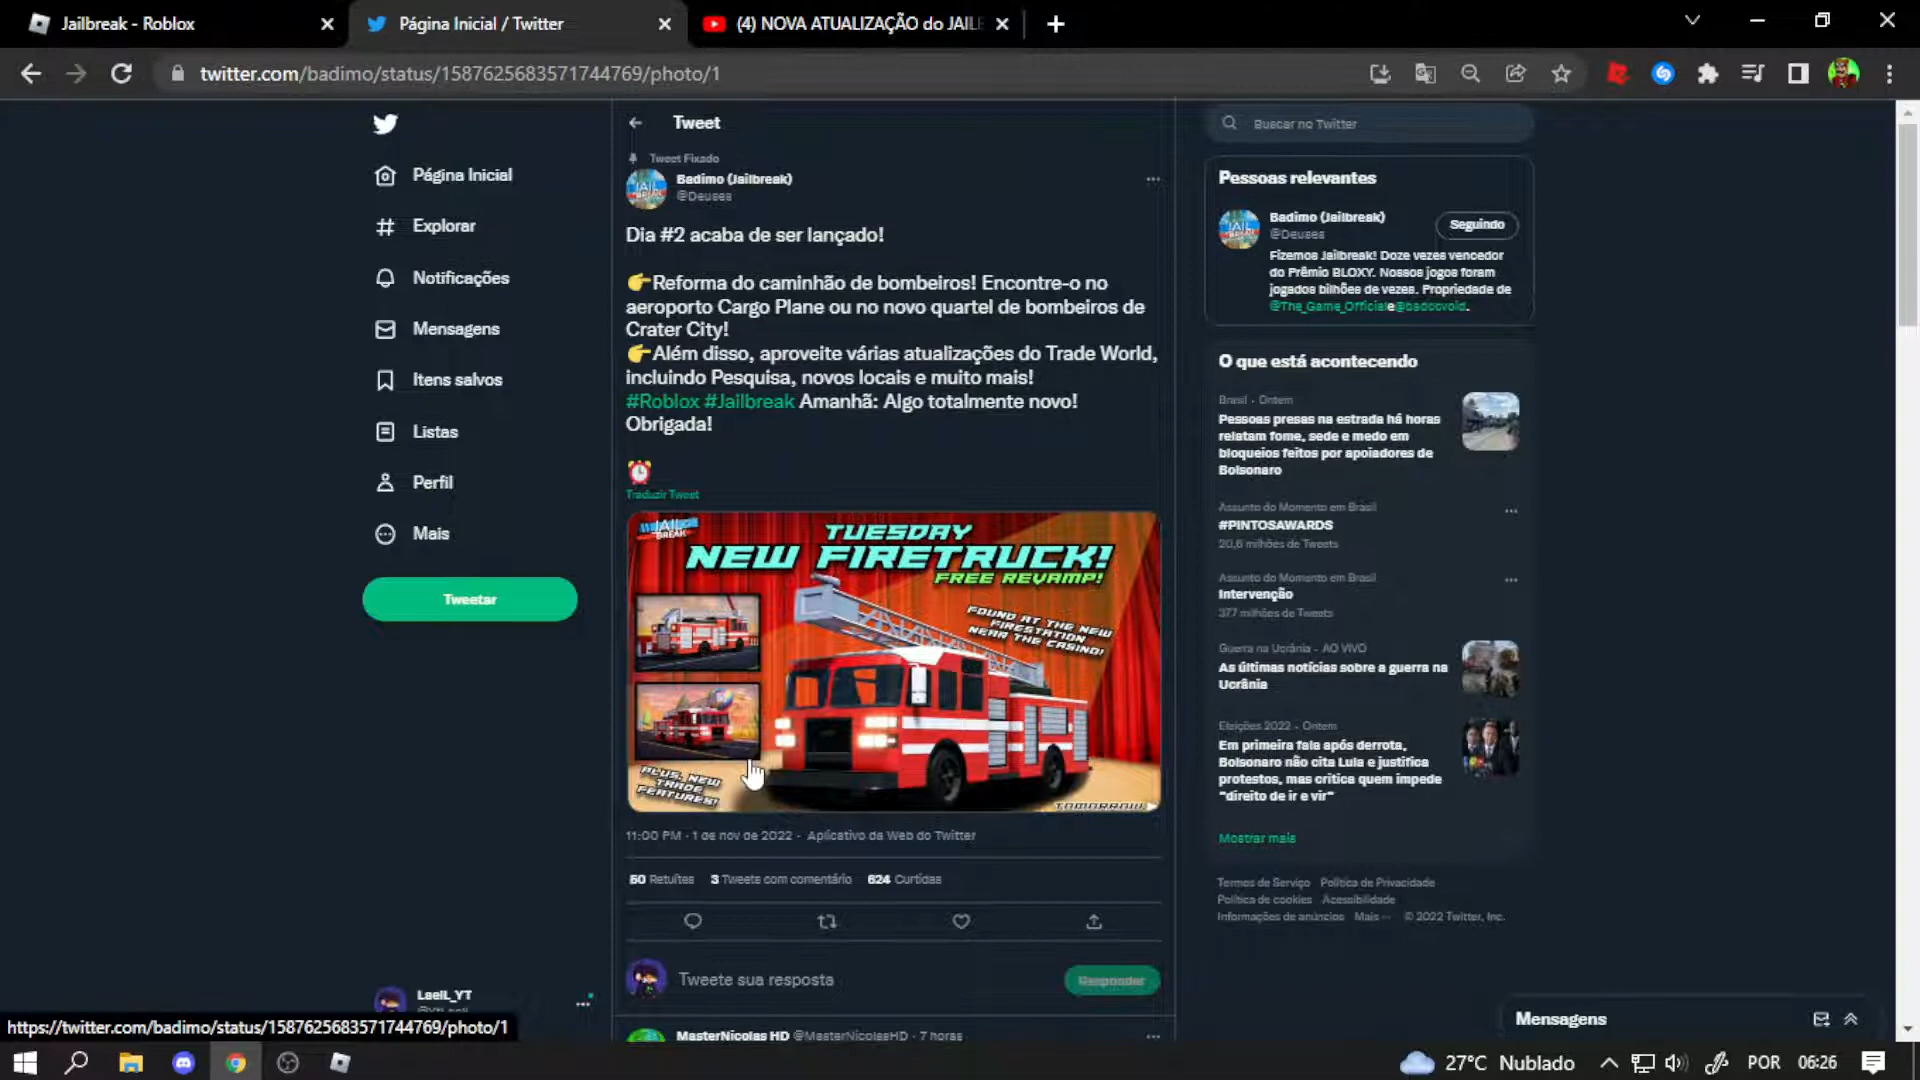 Jailbreak - Roblox
Página Inicial / Twitter
(4) NOVA ATUALIZAÇÃO do JAILE
twitter.com/badimo/status/1587625683571744769/photo/1
Página Inicial
Explorar
Notificações
Mensagens
Itens salvos
Listas
Perfil
Mais
Tweetar
LaelL_YT
Tweet
Tweet Fixado
Badimo (Jailbreak)
@Deuses
Dia #2 acaba de ser lançado!
👉Reforma do caminhão de bombeiros! Encontre-o no
aeroporto Cargo Plane ou no novo quartel de bombeiros de
Crater City!
👉Além disso, aproveite várias atualizações do Trade World,
incluindo Pesquisa, novos locais e muito mais!
#Roblox #Jailbreak Amanhã: Algo totalmente novo!
Obrigada!
⏰
Traduzir Tweet
JAIL
BREAK
TUESDAY
NEW FIRETRUCK!
FREE REVAMP!
FOUND AT THE NEW
FIRESTATION
NEAR THE CASINO!
PLUS, NEW
TRADE
FEATURES!
TOMORROW
11:00 PM · 1 de nov de 2022 · Aplicativo da Web do Twitter
50 Retuítes 3 Tweets com comentário 624 Curtidas
Tweete sua resposta
Responder
MasterNicolas HD @MasterNicolasHD · 7 horas
Buscar no Twitter
Pessoas relevantes
Badimo (Jailbreak)
@Deuses
Seguindo
Fizemos Jailbreak! Doze vezes vencedor
do Prêmio BLOXY. Nossos jogos foram
jogados bilhões de vezes. Propriedade de
@The_Game_Officiale@badccvoid.
O que está acontecendo
Brasil · Ontem
Pessoas presas na estrada há horas
relatam fome, sede e medo em
bloqueios feitos por apoiadores de
Bolsonaro
Assunto do Momento em Brasil
#PINTOSAWARDS
20,6 milhões de Tweets
Assunto do Momento em Brasil
Intervenção
377 milhões de Tweets
Guerra na Ucrânia · AO VIVO
As últimas notícias sobre a guerra na
Ucrânia
Eleições 2022 · Ontem
Em primeira fala após derrota,
Bolsonaro não cita Lula e justifica
protestos, mas critica quem impede
"direito de ir e vir"
Mostrar mais
Termos de Serviço Política de Privacidade
Política de cookies Acessibilidade
Informações de anúncios Mais ··· © 2022 Twitter, Inc.
Mensagens
https://twitter.com/badimo/status/1587625683571744769/photo/1
27°C Nublado
POR
06:26